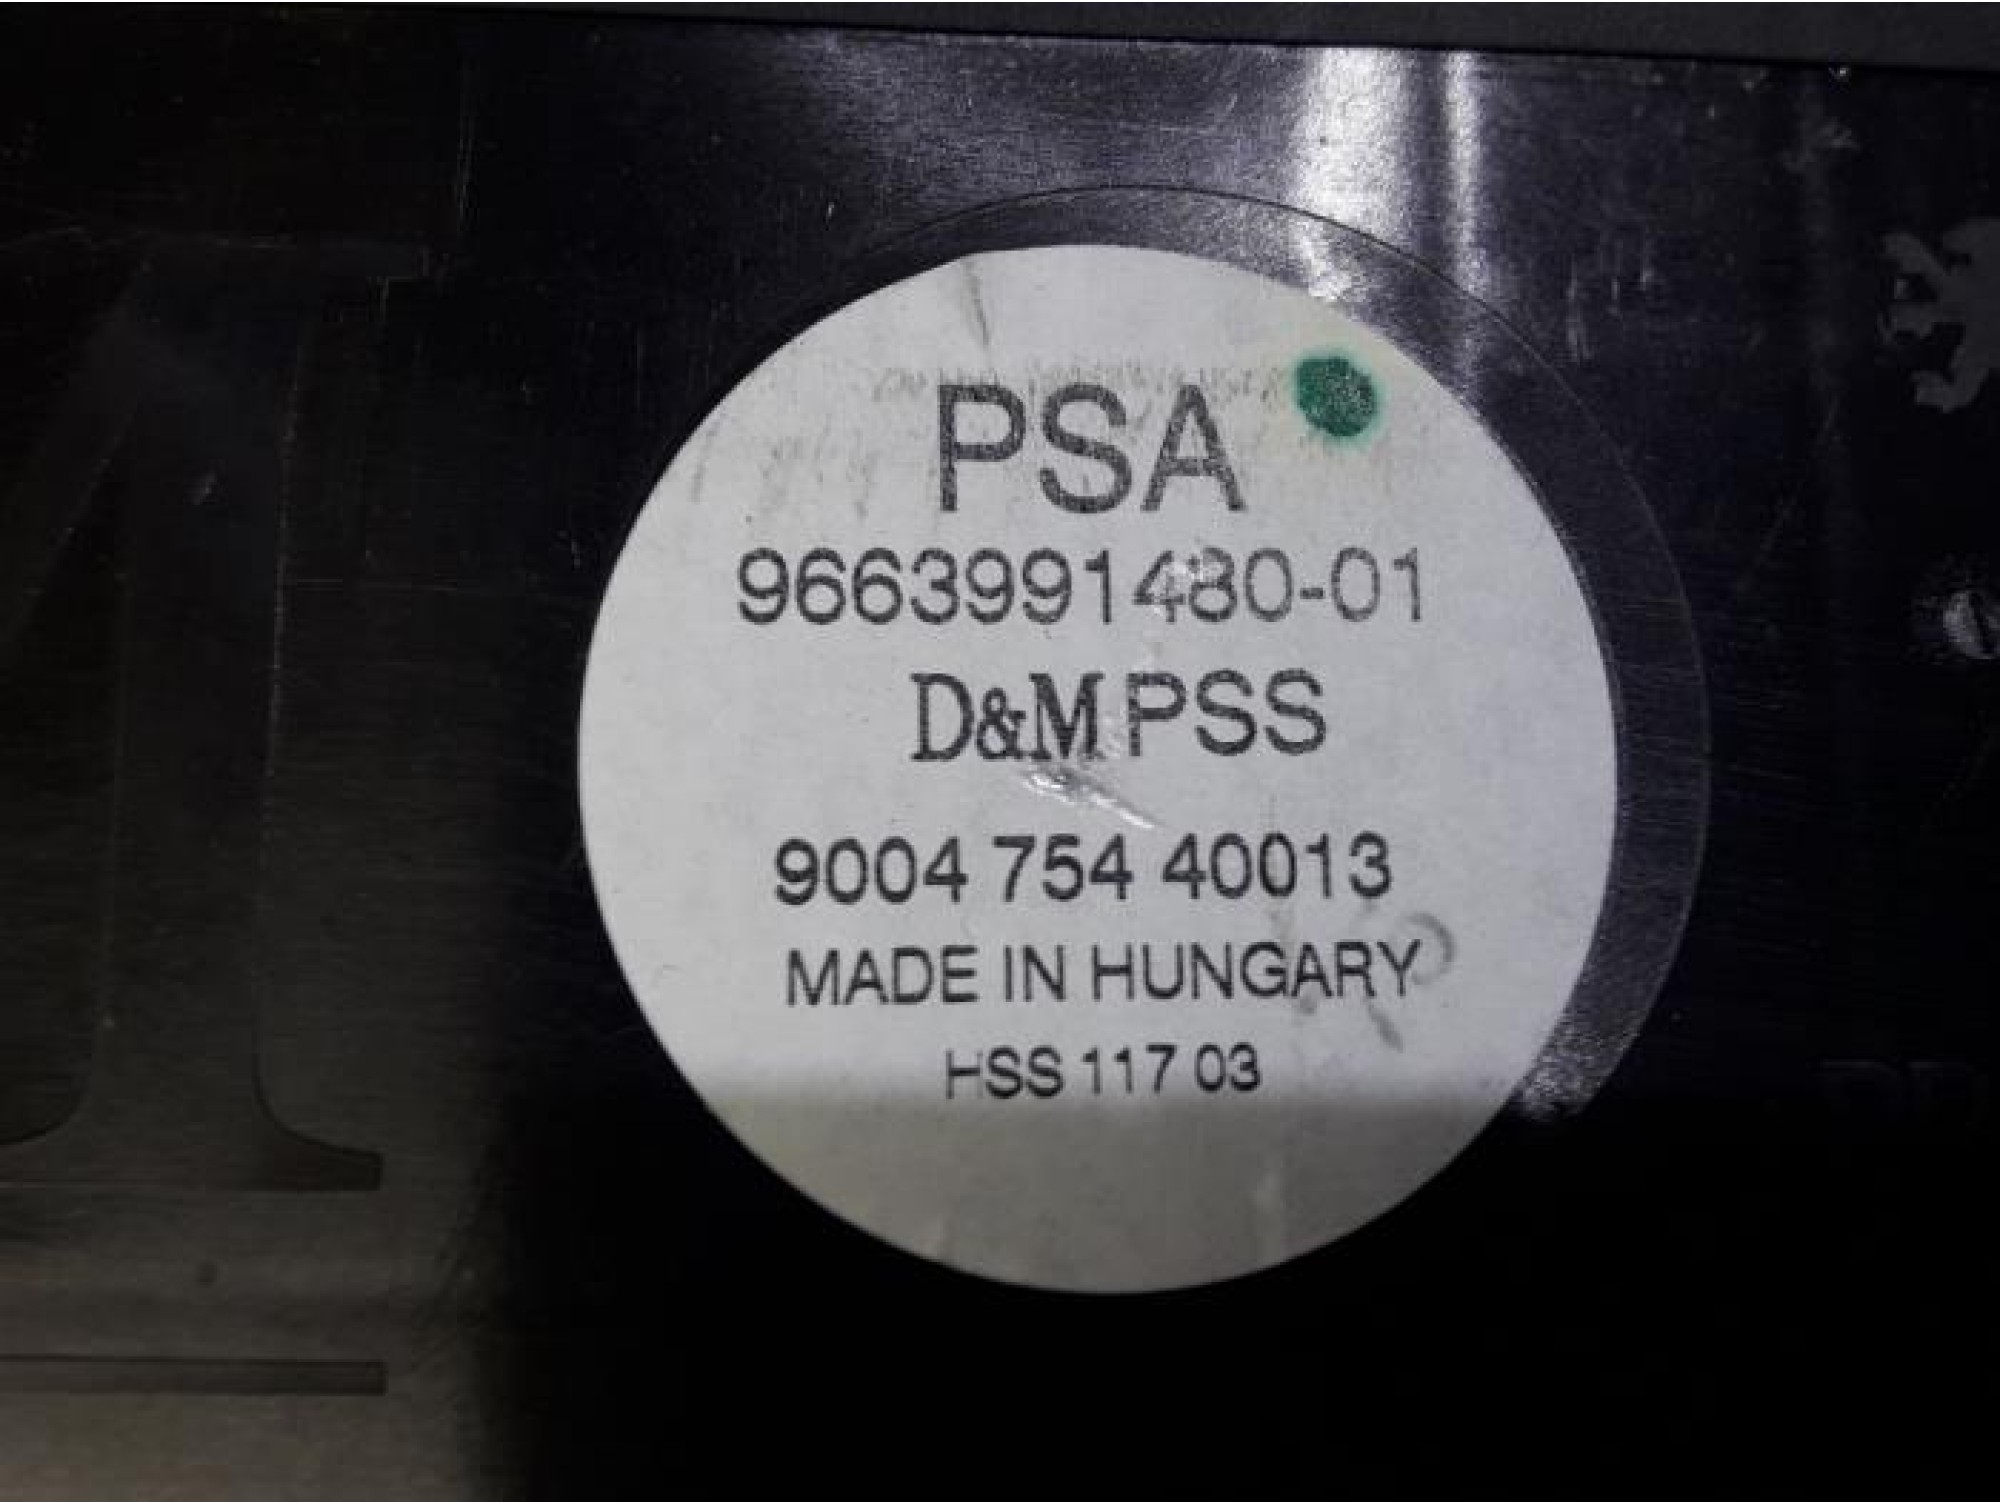 PSA
9663991480-01
D&M PSS
9004 754 40013
MADE IN HUNGARY
HSS 117 03